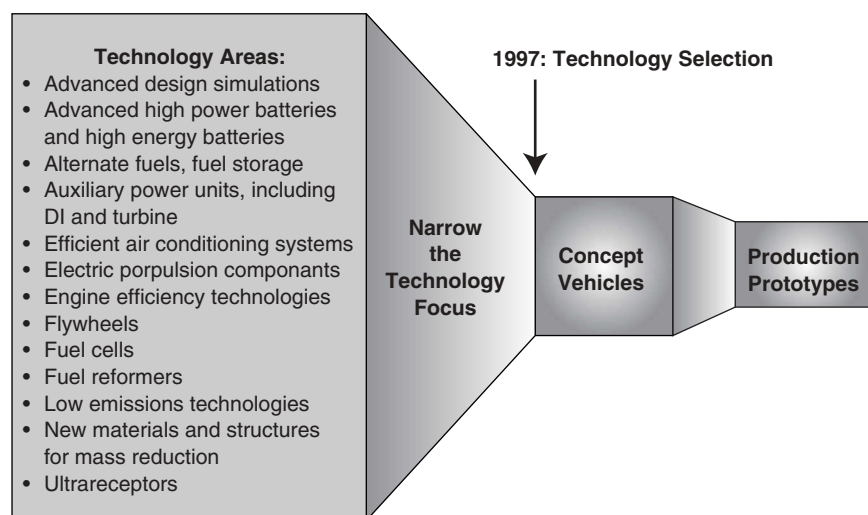 Technology Areas:
• Advanced design simulations
• Advanced high power batteries
and high energy batteries
• Alternate fuels, fuel storage
• Auxiliary power units, including
DI and turbine
• Efficient air conditioning systems
• Electric porpulsion componants
• Engine efficiency technologies
• Flywheels
• Fuel cells
• Fuel reformers
• Low emissions technologies
• New materials and structures
for mass reduction
• Ultrareceptors
Narrow
the
Technology
Focus
1997: Technology Selection
Concept
Vehicles
Production
Prototypes